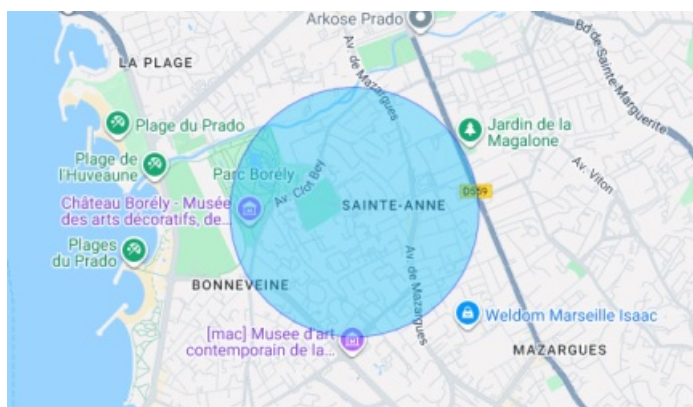 Arkose Prado
Bd de Sainte-Marguerite
LA PLAGE
Av. de Mazargues
Plage du Prado
Jardin de la
Magalone
Plage de
l'Huveaune
Parc Borély
Av. Clot Bey
Av. Viton
Château Borély - Musée
des arts décoratifs, de...
SAINTE-ANNE
D559
Plages
du Prado
Av. de Mazargues
BONNEVEINE
Weldom Marseille Isaac
[mac] Musee d'art
contemporain de la...
MAZARGUES